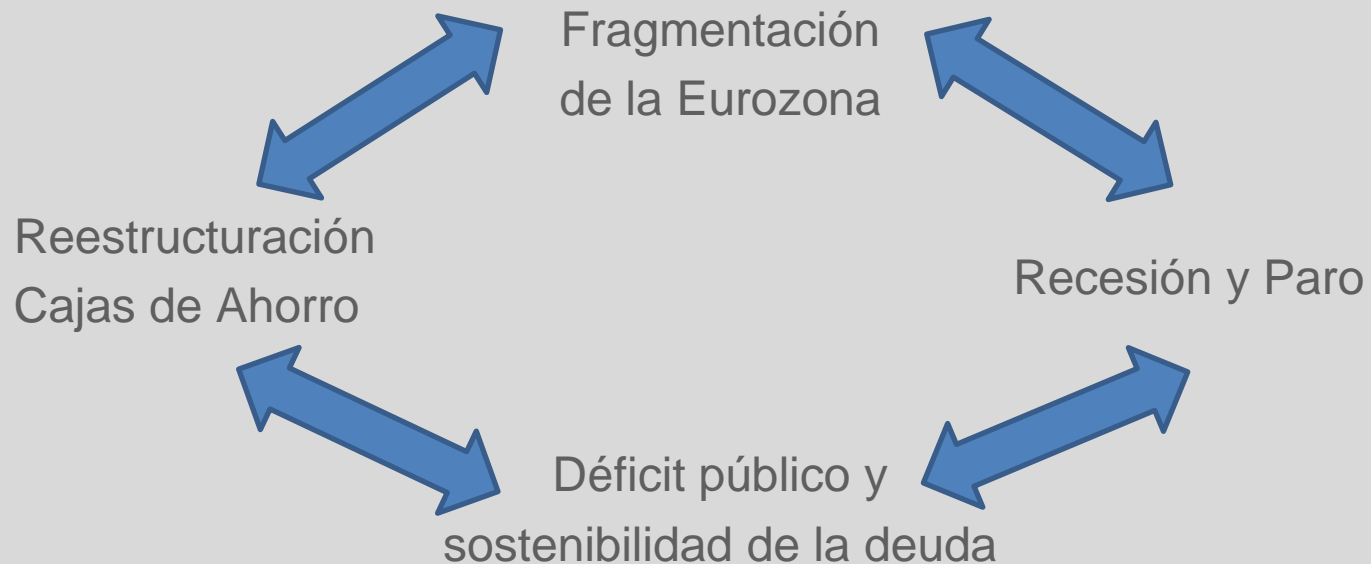 Fragmentación
de la Eurozona
Reestructuración
Cajas de Ahorro
Recesión y Paro
Déficit público y
sostenibilidad de la deuda